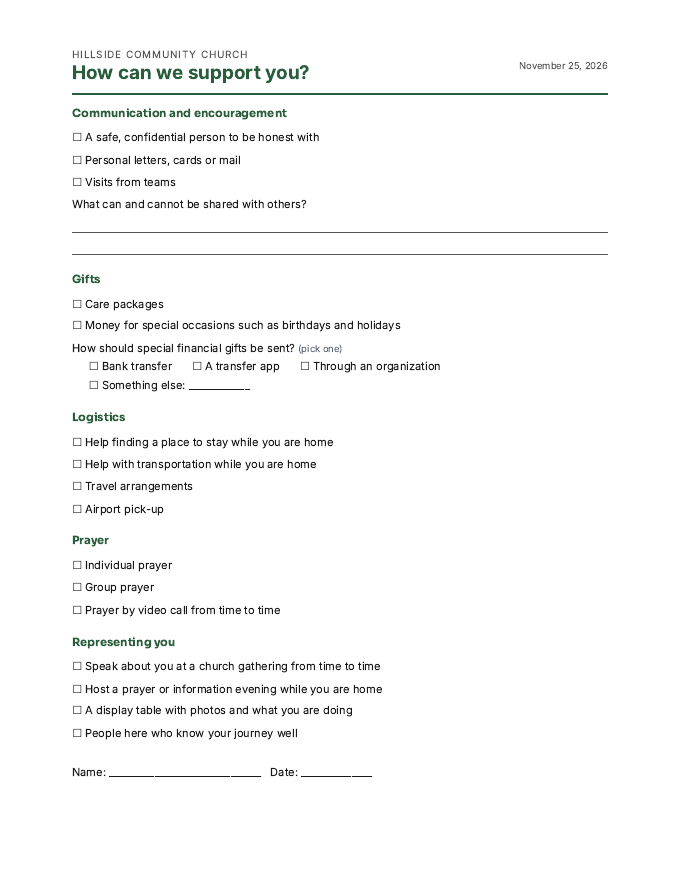 HILLSIDE COMMUNITY CHURCH
How can we support you?
November 25, 2026
Communication and encouragement
☐ A safe, confidential person to be honest with
☐ Personal letters, cards or mail
☐ Visits from teams
What can and cannot be shared with others?
Gifts
☐ Care packages
☐ Money for special occasions such as birthdays and holidays
How should special financial gifts be sent? (pick one)
☐ Bank transfer ☐ A transfer app ☐ Through an organization
☐ Something else: __________
Logistics
☐ Help finding a place to stay while you are home
☐ Help with transportation while you are home
☐ Travel arrangements
☐ Airport pick-up
Prayer
☐ Individual prayer
☐ Group prayer
☐ Prayer by video call from time to time
Representing you
☐ Speak about you at a church gathering from time to time
☐ Host a prayer or information evening while you are home
☐ A display table with photos and what you are doing
☐ People here who know your journey well
Name: _________________________ Date: ___________